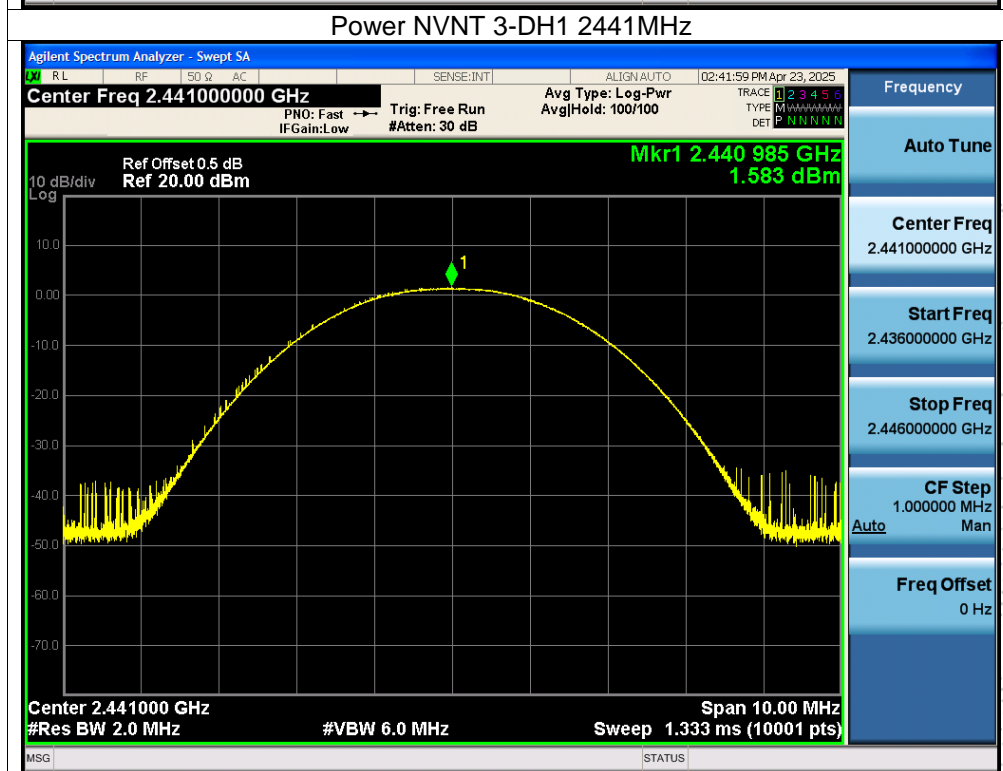 Power NVNT 3-DH1 2441MHz
Agilent Spectrum Analyzer - Swept SA
LXI RL RF 50 Ω AC SENSE:INT ALIGN AUTO 02:41:59 PM Apr 23, 2025
Center Freq 2.441000000 GHz
PNO: Fast
IFGain:Low
Trig: Free Run
#Atten: 30 dB
Avg Type: Log-Pwr
Avg|Hold: 100/100
TRACE 1 2 3 4 5 6
TYPE M WWWWW
DET P N N N N N
Mkr1 2.440 985 GHz
1.583 dBm
Ref Offset 0.5 dB
10 dB/div Ref 20.00 dBm
Log
10.0
0.00
-10.0
-20.0
-30.0
-40.0
-50.0
-60.0
-70.0
1
Center 2.441000 GHz Span 10.00 MHz
#Res BW 2.0 MHz #VBW 6.0 MHz Sweep 1.333 ms (10001 pts)
MSG STATUS
Frequency
Auto Tune
Center Freq
2.441000000 GHz
Start Freq
2.436000000 GHz
Stop Freq
2.446000000 GHz
CF Step
1.000000 MHz
Auto Man
Freq Offset
0 Hz